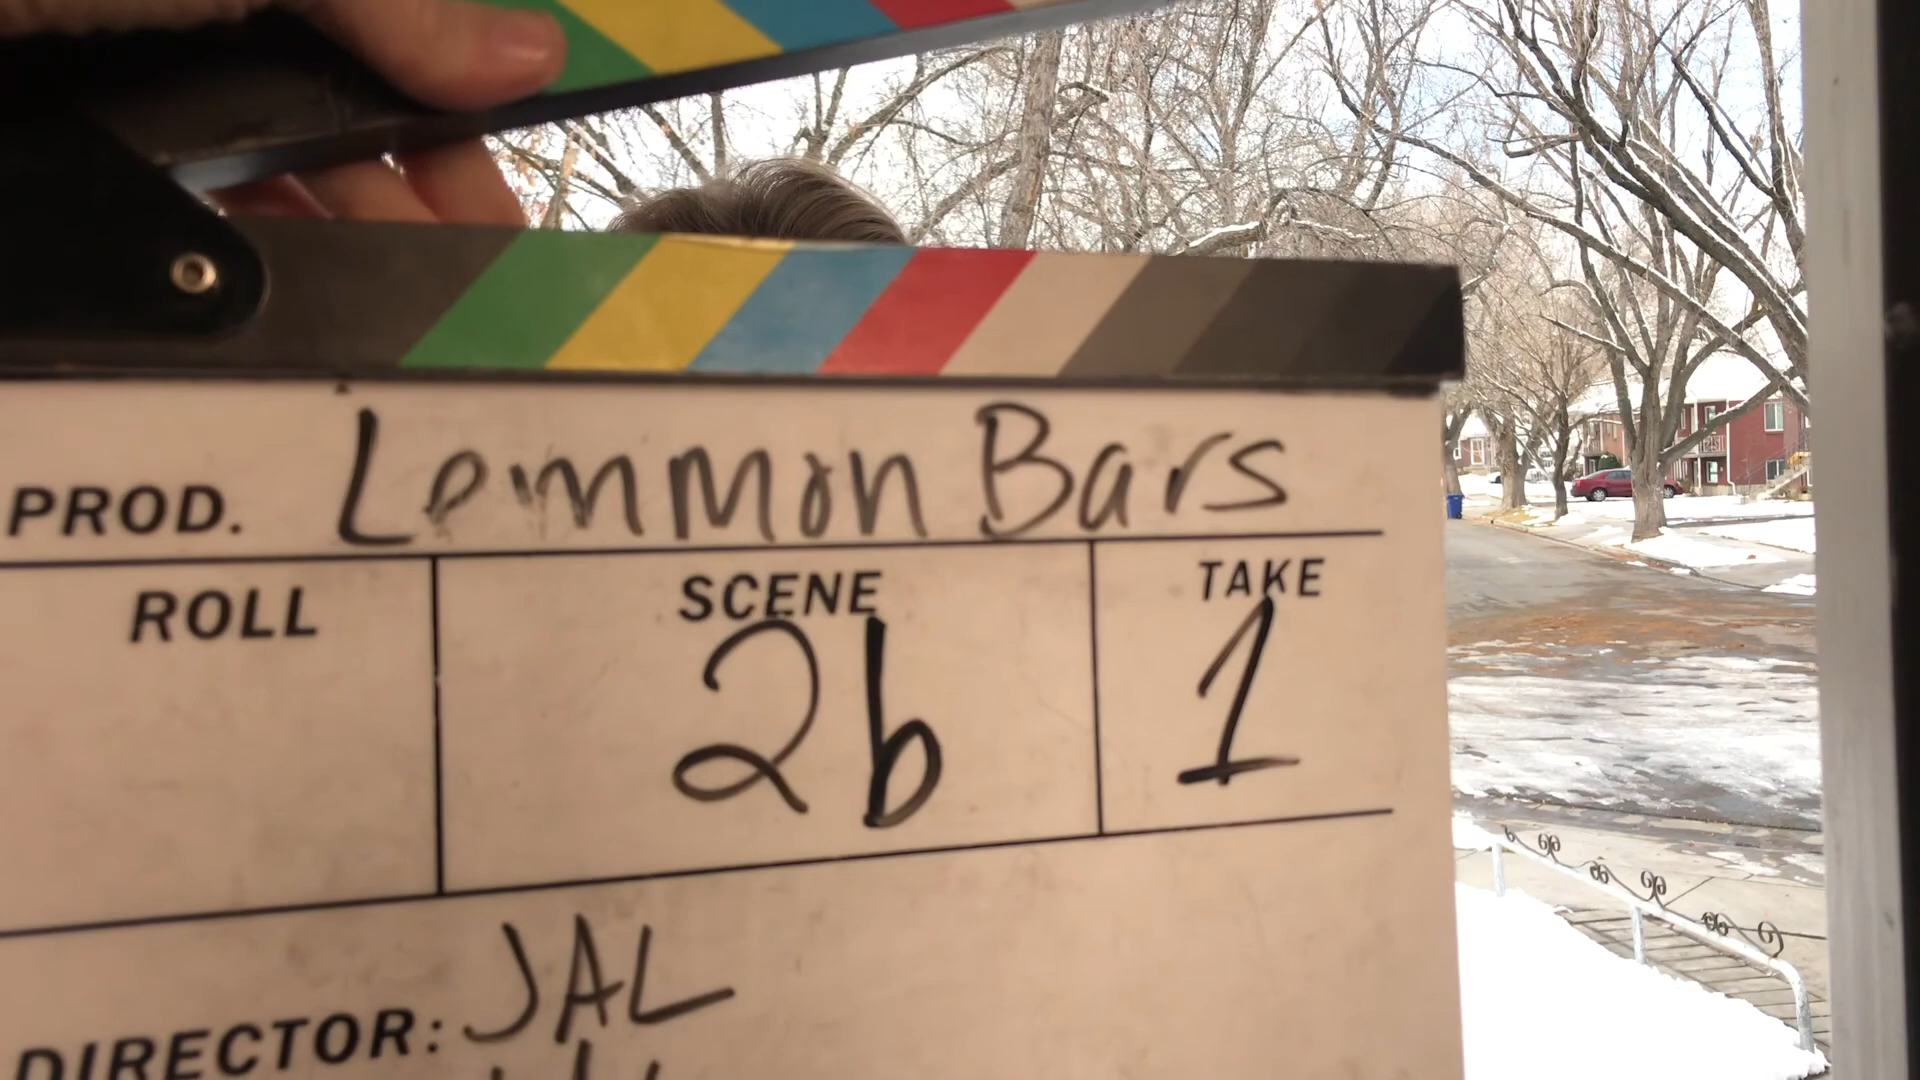 PROD. Lemmon Bars
ROLL SCENE TAKE
2b 1
DIRECTOR: JAL